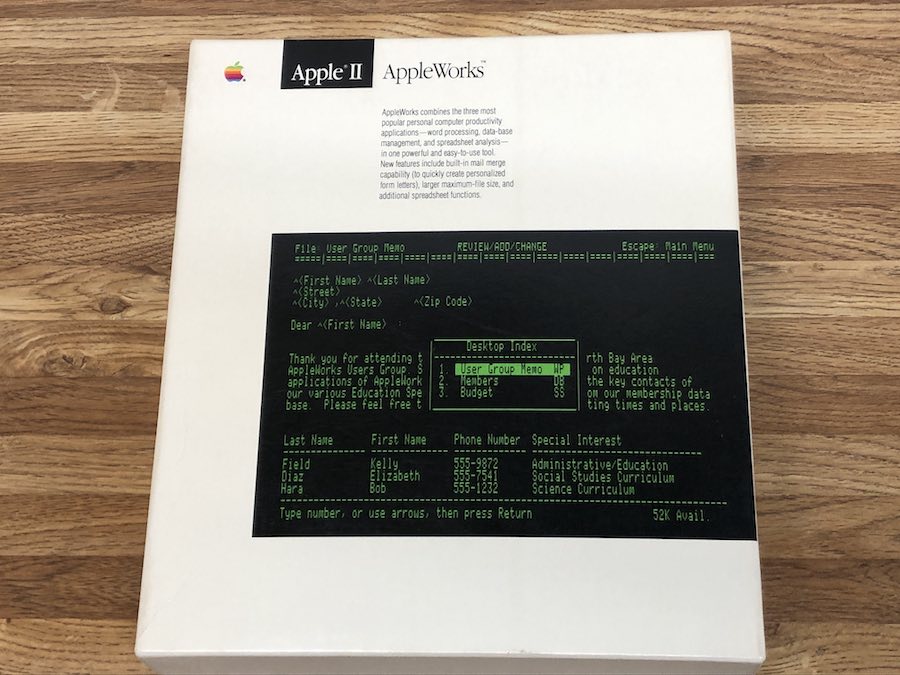 Apple® II AppleWorks™
AppleWorks combines the three most
popular personal computer productivity
applications—word processing, data-base
management, and spreadsheet analysis—
in one powerful and easy-to-use tool.
New features include built-in mail merge
capability (to quickly create personalized
form letters), larger maximum-file size, and
additional spreadsheet functions.
File: User Group Memo REVIEW/ADD/CHANGE Escape: Main Menu
=====|====|====|====|====|====|====|====|====|====|====|====|====|====|====|===
^<First Name> ^<Last Name>
^<Street>
^<City> ,^<State> ^<Zip Code>
Dear ^<First Name> :
Desktop Index
Thank you for attending t rth Bay Area
AppleWorks Users Group. S 1. User Group Memo WP on education
applications of AppleWork 2. Members DB the key contacts of
our various Education Spe 3. Budget SS om our membership data
base. Please feel free t ting times and places.
Last Name First Name Phone Number Special Interest
Field Kelly 555-9872 Administrative/Education
Diaz Elizabeth 555-7541 Social Studies Curriculum
Hara Bob 555-1232 Science Curriculum
Type number, or use arrows, then press Return 52K Avail.